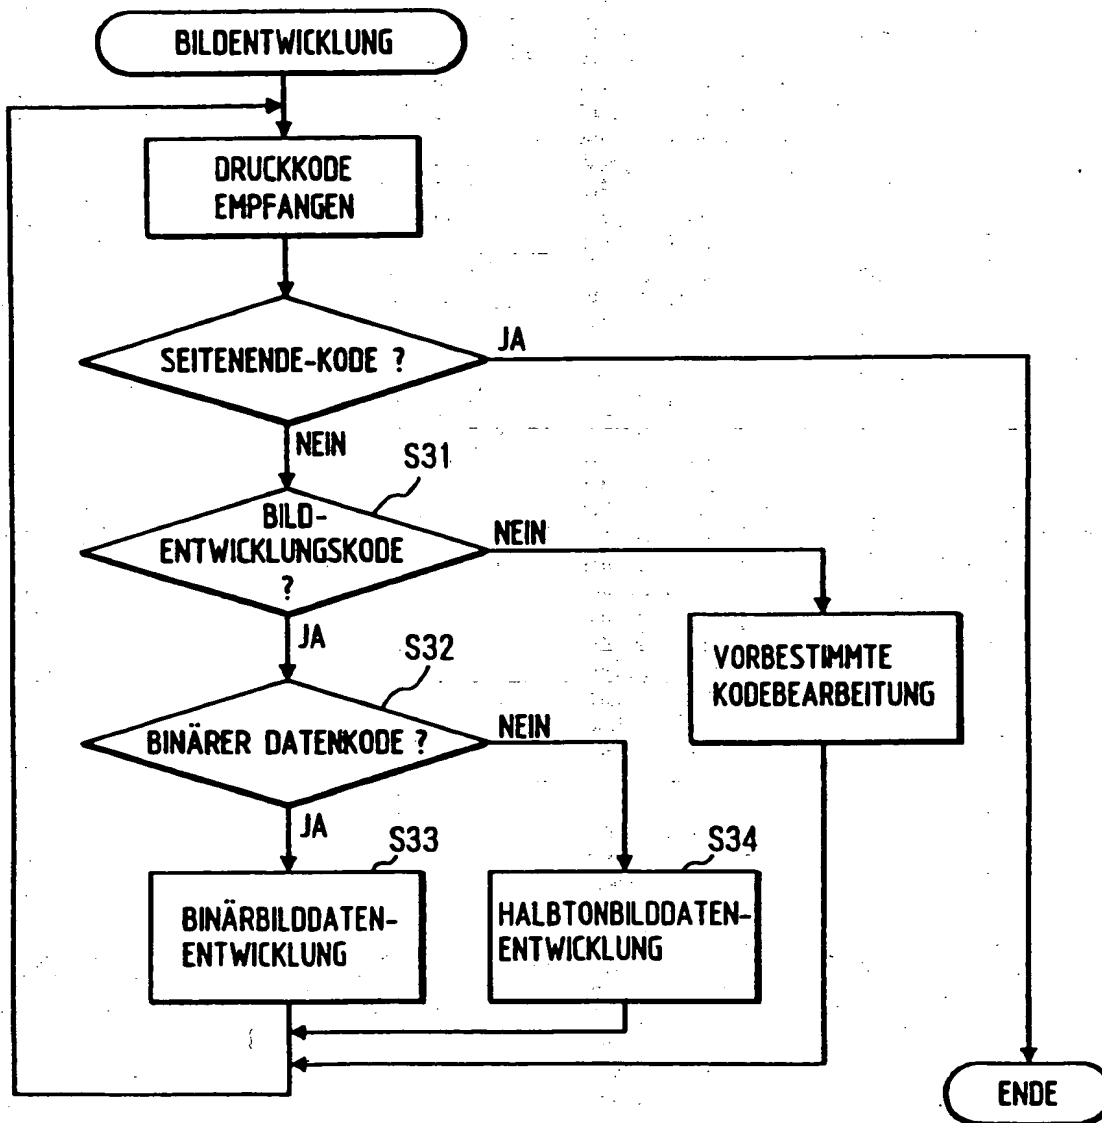 BILDENTWICKLUNG
DRUCKKODE
EMPFANGEN
SEITENENDE-KODE ?
JA
NEIN
S31
BILD-
ENTWICKLUNGSKODE
?
NEIN
JA
VORBESTIMMTE
KODEBEARBEITUNG
S32
BINÄRER DATENKODE ?
NEIN
JA
S33
S34
BINÄRBILDDATEN-
ENTWICKLUNG
HALBTONBILDDATEN-
ENTWICKLUNG
ENDE